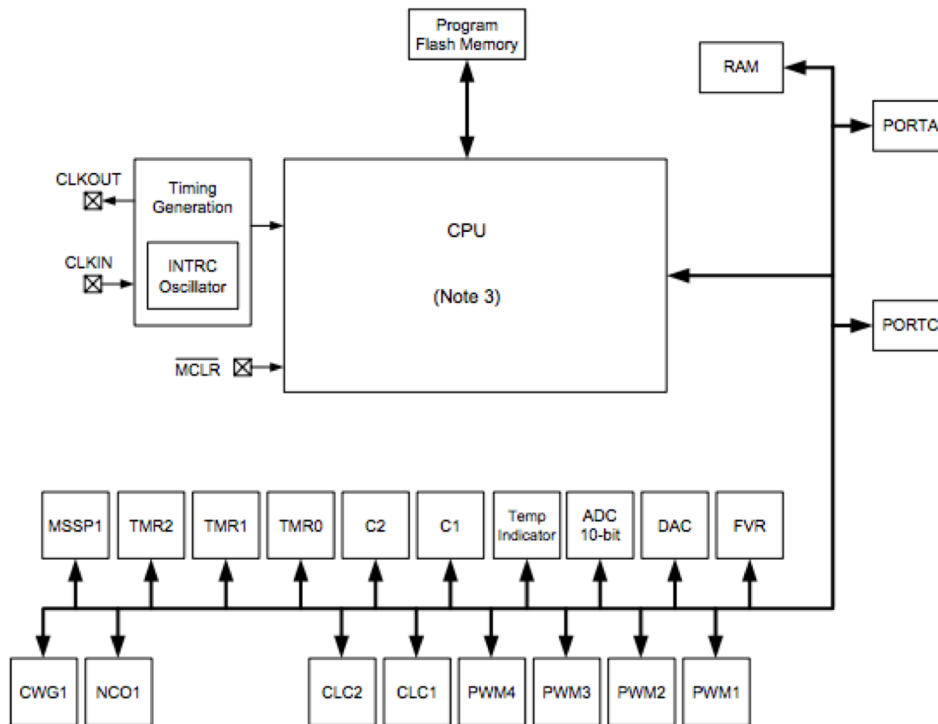 Program
Flash Memory
RAM
PORTA
CLKOUT
Timing
Generation
CPU
CLKIN
INTRC
Oscillator
(Note 3)
PORTC
MCLR
MSSP1
TMR2
TMR1
TMR0
C2
C1
Temp
Indicator
ADC
10-bit
DAC
FVR
CWG1
NCO1
CLC2
CLC1
PWM4
PWM3
PWM2
PWM1